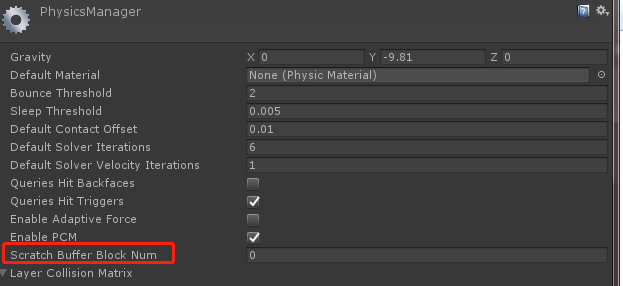 PhysicsManager
Gravity X 0 Y -9.81 Z 0
Default Material None (Physic Material)
Bounce Threshold 2
Sleep Threshold 0.005
Default Contact Offset 0.01
Default Solver Iterations 6
Default Solver Velocity Iterations 1
Queries Hit Backfaces
Queries Hit Triggers
Enable Adaptive Force
Enable PCM
Scratch Buffer Block Num 0
Layer Collision Matrix